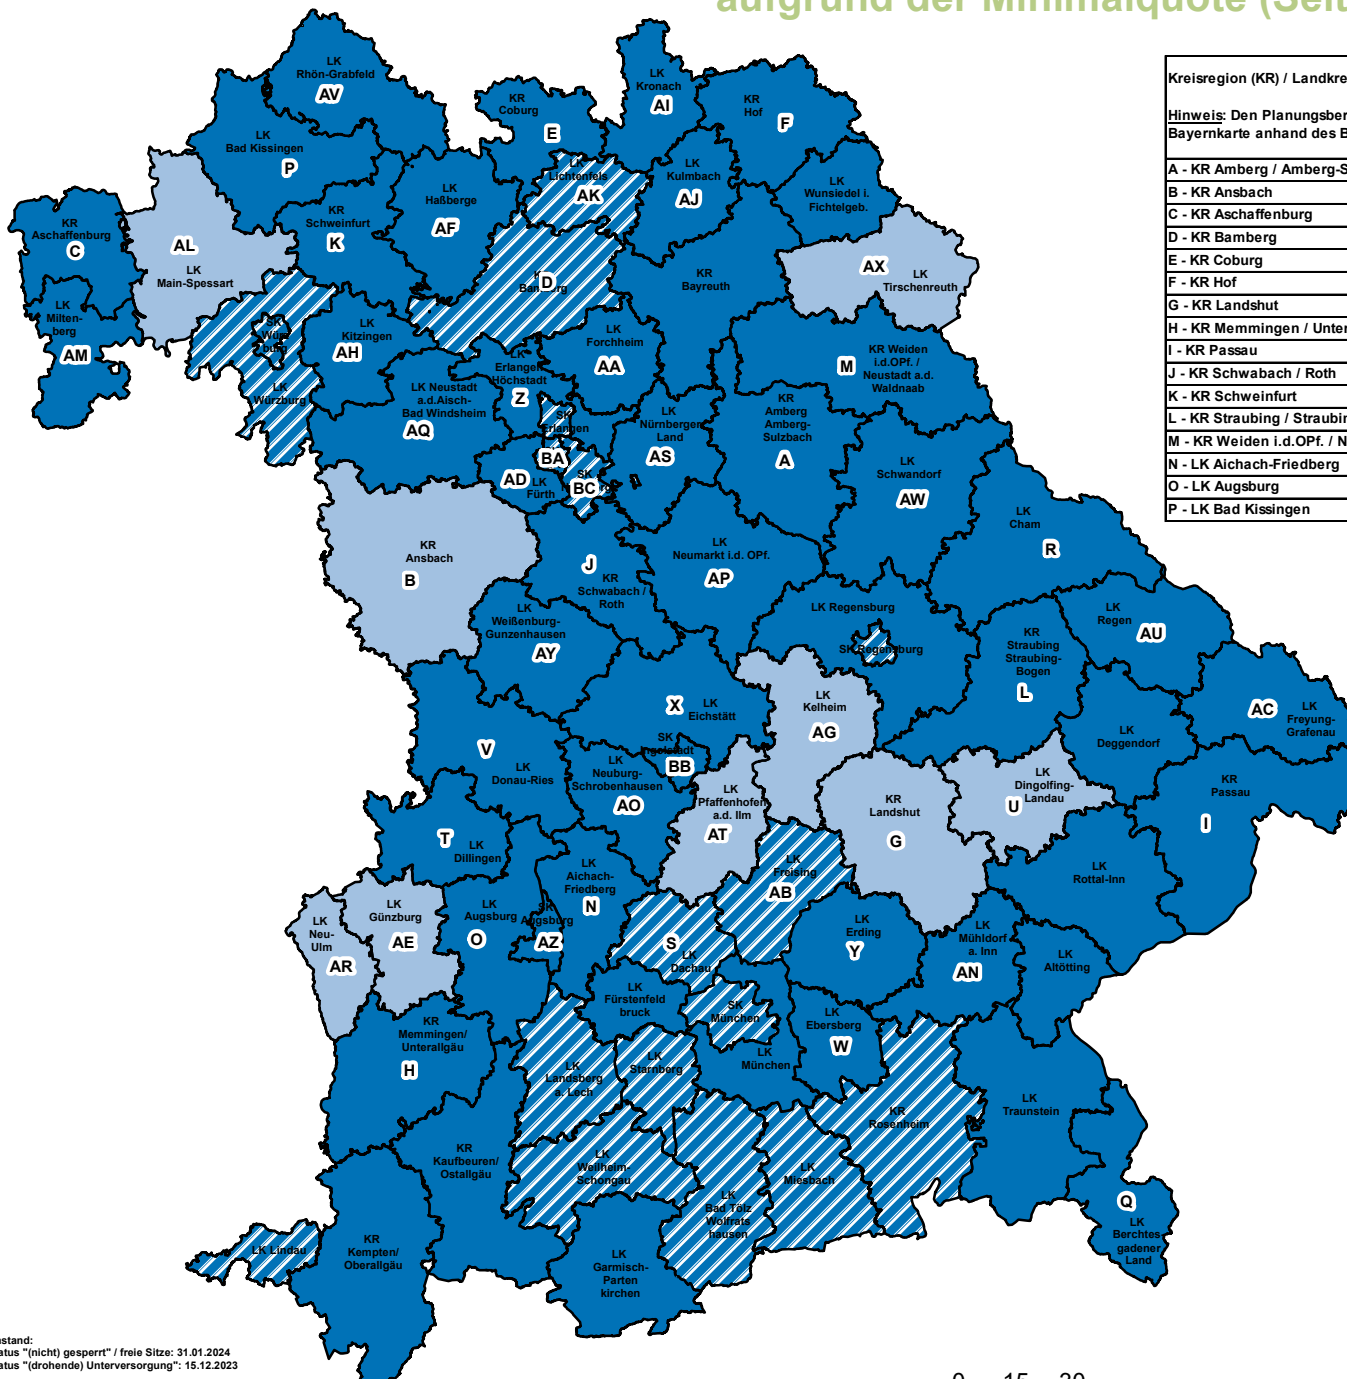 aufgrund der Minimalquote (Seit
Kreisregion (KR) / Landkre
Hinweis: Den Planungsber
Bayernkarte anhand des B
A - KR Amberg / Amberg-S
B - KR Ansbach
C - KR Aschaffenburg
D - KR Bamberg
E - KR Coburg
F - KR Hof
G - KR Landshut
H - KR Memmingen / Unter
I - KR Passau
J - KR Schwabach / Roth
K - KR Schweinfurt
L - KR Straubing / Straubin
M - KR Weiden i.d.OPf. / N
N - LK Aichach-Friedberg
O - LK Augsburg
P - LK Bad Kissingen
LK
Rhön-Grabfeld
AV
KR
Coburg
E
LK
Kronach
AI
KR
Hof
F
LK
Bad Kissingen
P
LK
Lichtenfels
AK
LK
Kulmbach
AJ
LK
Wunsiedel i.
Fichtelgeb.
LK
Haßberge
AF
KR
Schweinfurt
K
KR
Aschaffenburg
C
AL
LK
Main-Spessart
D
KR
Bayreuth
AX
LK
Tirschenreuth
LK
Milten-
berg
AM
SK
Würz
burg
LK
Würzburg
LK
Kitzingen
AH
LK
Forchheim
AA
LK
Erlangen
Höchstadt
Z
KR Weiden
i.d.OPf. /
Neustadt a.d.
Waldnaab
M
LK Neustadt
a.d.Aisch-
Bad Windsheim
AQ
SK
Erlangen
BA
LK
Nürnberger
Land
AS
KR
Amberg
Amberg-
Sulzbach
A
AD
LK
Fürth
SK
BC
LK
Schwandorf
AW
LK
Cham
R
KR
Ansbach
B
J
KR
Schwabach /
Roth
LK
Neumarkt i.d. OPf.
AP
LK
Weißenburg-
Gunzenhausen
AY
LK Regensburg
SK Regensburg
KR
Straubing
Straubing-
Bogen
L
LK
Regen
AU
AC
LK
Freyung-
Grafenau
X
LK
Eichstätt
LK
Kelheim
AG
LK
Deggendorf
V
LK
Donau-Ries
SK
Ingolstadt
BB
LK
Neuburg-
Schrobenhausen
AO
LK
Pfaffenhofen
a.d. Ilm
AT
KR
Landshut
G
LK
Dingolfing-
Landau
U
KR
Passau
I
T
LK
Dillingen
LK
Aichach-
Friedberg
N
LK
Freising
AB
LK
Rottal-Inn
LK
Neu-
Ulm
AR
LK
Günzburg
AE
LK
Augsburg
O
SK
Augsburg
AZ
S
LK
Dachau
LK
Erding
Y
LK
Mühldorf
a. Inn
AN
LK
Altötting
LK
Fürstenfeld
bruck
SK
München
LK
Ebersberg
W
KR
Memmingen/
Unterallgäu
H
LK
Landsberg
a. Lech
LK
Starnberg
LK
München
KR
Rosenheim
LK
Traunstein
KR
Kaufbeuren/
Ostallgäu
LK
Weilheim-
Schongau
LK
Bad Tölz
Wolfrats
hausen
LK
Miesbach
Q
LK
Berchtes
gadener
Land
LK Lindau
KR
Kempten/
Oberallgäu
LK
Garmisch-
Parten
kirchen
nstand:
atus "(nicht) gesperrt" / freie Sitze: 31.01.2024
atus "(drohende) Unterversorgung": 15.12.2023
0 15 30